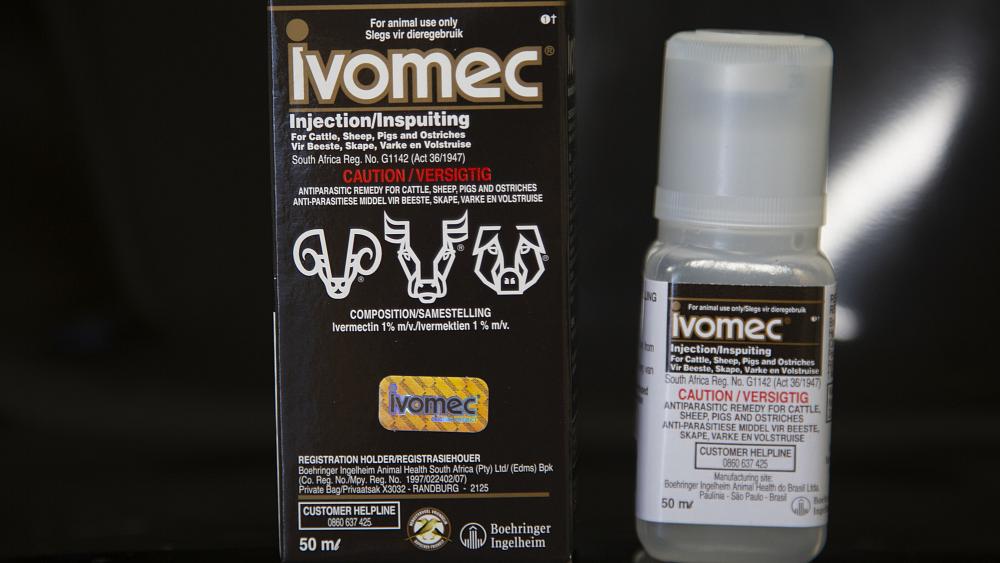 For animal use only
Slegs vir dieregebruik
ivomec®
Injection/Inspuiting
For Cattle, Sheep, Pigs and Ostriches
Vir Beeste, Skape, Varke en Volstruise
South Africa Reg. No. G1142 (Act 36/1947)
CAUTION / VERSIGTIG
ANTIPARASITIC REMEDY FOR CATTLE, SHEEP, PIGS AND OSTRICHES
ANTI-PARASITIESE MIDDEL VIR BEESTE, SKAPE, VARKE EN VOLSTRUISE
COMPOSITION/SAMESTELLING
Ivermectin 1% m/v./Ivermektien 1 % m/v.
ivomec
REGISTRATION HOLDER/REGISTRASIEHOUER
Boehringer Ingelheim Animal Health South Africa (Pty) Ltd/ (Edms) Bpk
(Co. Reg. No./Mpy. Reg. No. 1997/022402/07)
Private Bag/Privaatsak X3032 - RANDBURG - 2125
CUSTOMER HELPLINE
0860 637 425
50 ml
Boehringer
Ingelheim
For animal use only/Slegs vir dieregebruik
ivomec
Injection/Inspuiting
For Cattle, Sheep, Pigs and Ostriches
Vir Beeste, Skape, Varke en Volstruise
South Africa Reg. No. G1142 (Act 36/1947)
CAUTION / VERSIGTIG
ANTIPARASITIC REMEDY FOR CATTLE,
SHEEP, PIGS AND OSTRICHES
ANTI-PARASITIESE MIDDEL VIR BEESTE,
SKAPE, VARKE EN VOLSTRUISE
CUSTOMER HELPLINE
0860 637 425
Manufacturing site:
Boehringer Ingelheim Animal Health do Brasil Ltda.
Paulínia - São Paulo - Brasil
50 ml